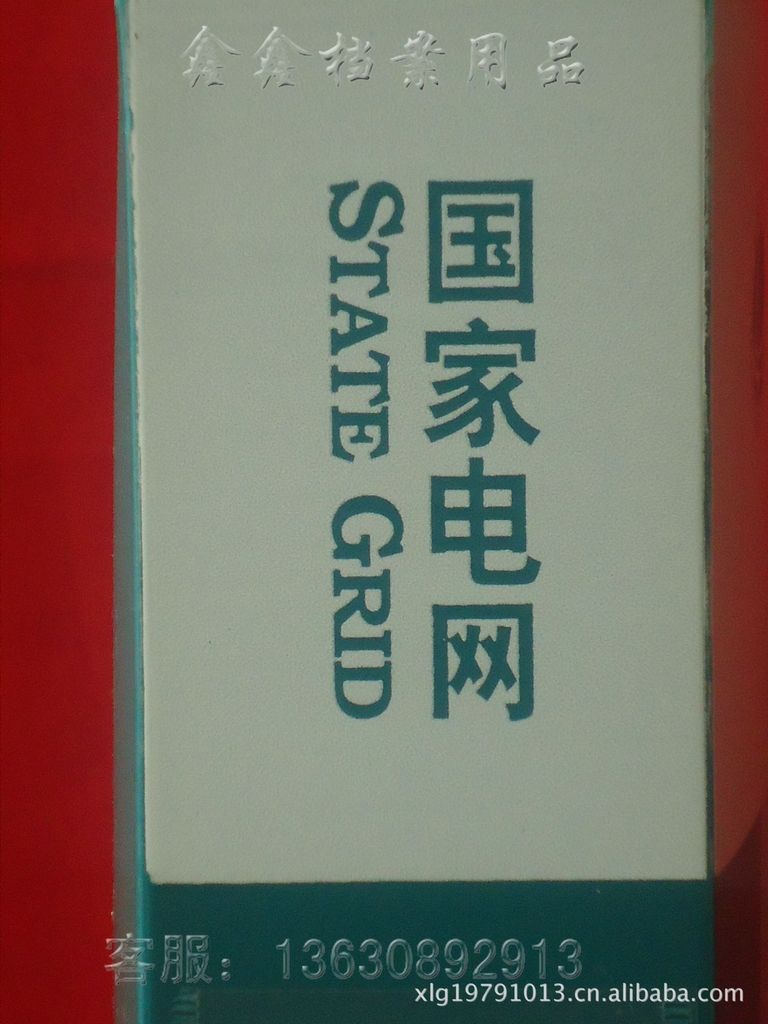 鑫鑫档案用品
国家电网
STATE GRID
客服：13630892913
xlg19791013.cn.alibaba.com